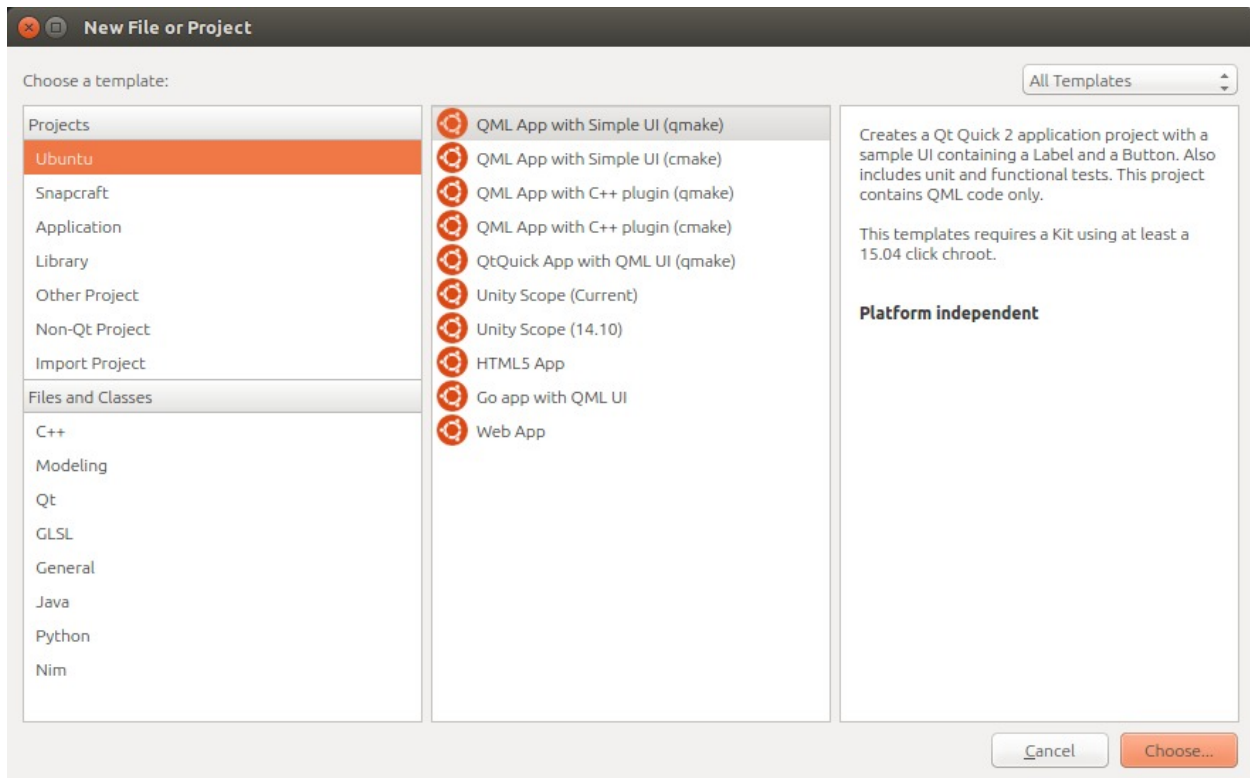 New File or Project
Choose a template:
All Templates
Projects
Ubuntu
Snapcraft
Application
Library
Other Project
Non-Qt Project
Import Project
Files and Classes
C++
Modeling
Qt
GLSL
General
Java
Python
Nim
QML App with Simple UI (qmake)
QML App with Simple UI (cmake)
QML App with C++ plugin (qmake)
QML App with C++ plugin (cmake)
QtQuick App with QML UI (qmake)
Unity Scope (Current)
Unity Scope (14.10)
HTML5 App
Go app with QML UI
Web App
Creates a Qt Quick 2 application project with a
sample UI containing a Label and a Button. Also
includes unit and functional tests. This project
contains QML code only.
This templates requires a Kit using at least a
15.04 click chroot.
Platform independent
Cancel
Choose...